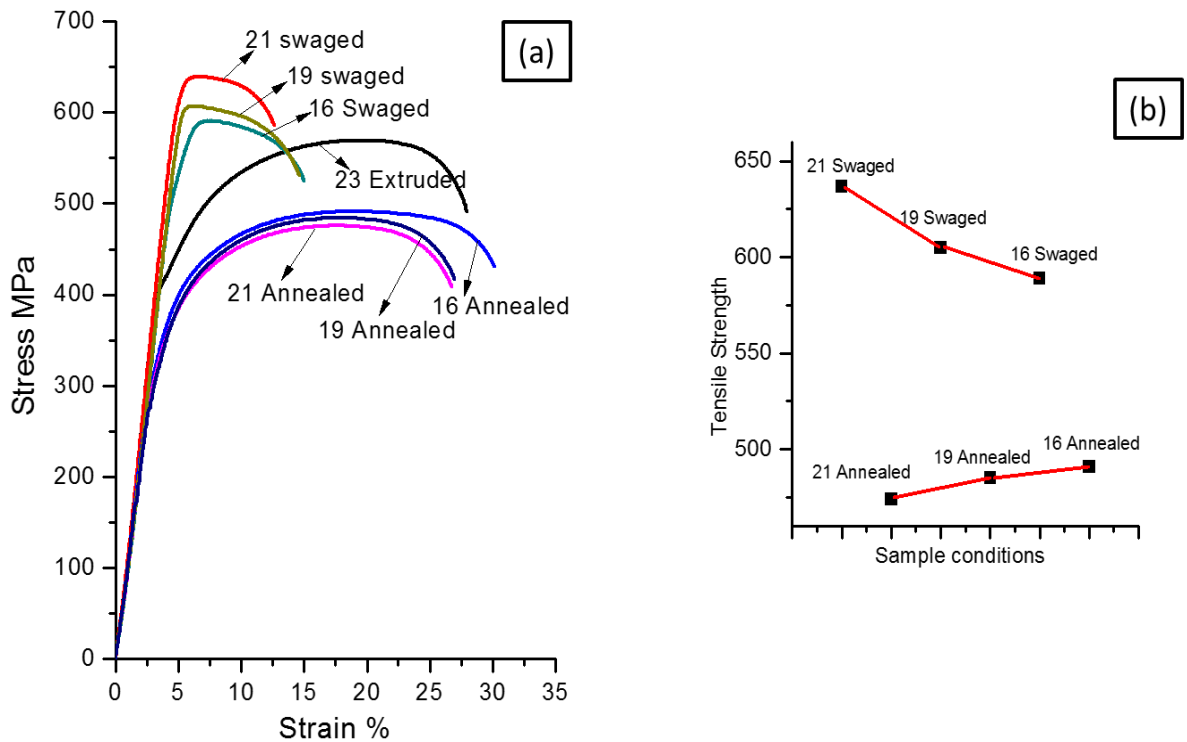 (a)
700
600
500
400
300
200
100
0
Stress MPa
21 swaged
19 swaged
16 Swaged
23 Extruded
21 Annealed
16 Annealed
19 Annealed
0 5 10 15 20 25 30 35
Strain %
(b)
650
600
550
500
Tensile Strength
21 Swaged
19 Swaged
16 Swaged
21 Annealed
19 Annealed
16 Annealed
Sample conditions